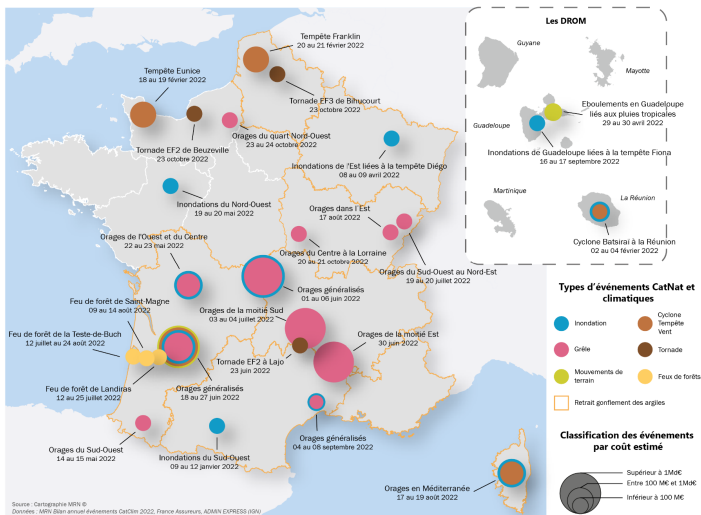 Tempête Franklin
20 au 21 février 2022
Tempête Eunice
18 au 19 février 2022
Tornade EF3 de Bihucourt
23 octobre 2022
Orages du quart Nord-Ouest
23 au 24 octobre 2022
Tornade EF2 de Beuzeville
23 octobre 2022
Inondations de l'Est liées à la tempête Diégo
08 au 09 avril 2022
Inondations du Nord-Ouest
19 au 20 mai 2022
Orages dans l Est
17 août 2022
Orages de l'Ouest et du Centre
22 au 23 mai 2022
Orages du Centre à la Lorraine
20 au 21 octobre 2022
Orages du Sud-Ouest au Nord-Est
19 au 20 juillet 2022
Orages généralisés
01 au 06 juin 2022
Feu de forêt de Saint-Magne
09 au 14 août 2022
Orages de la moitié Sud
03 au 04 juillet 2022
Feu de forêt de la Teste-de-Buch
12 juillet au 24 août 2022
Orages de la moitié Est
30 juin 2022
Tornade EF2 à Lajo
23 juin 2022
Feu de forêt de Landiras
12 au 25 juillet 2022
Orages généralisés
18 au 27 juin 2022
Orages généralisés
04 au 08 septembre 2022
Orages du Sud-Ouest
14 au 15 mai 2022
Inondations du Sud-Ouest
09 au 12 janvier 2022
Orages en Méditerranée
17 au 19 août 2022
Source : Cartographie MRN ©
Données : MRN Bilan annuel événements CatClim 2022, France Assureurs, ADMIN EXPRESS (IGN)
Les DROM
Guyane
Mayotte
Guadeloupe
Eboulements en Guadeloupe
liés aux pluies tropicales
29 au 30 avril 2022
Inondations de Guadeloupe liées à la tempête Fiona
16 au 17 septembre 2022
Martinique
La Réunion
Cyclone Batsirai à la Réunion
02 au 04 février 2022
Types d'événements CatNat et
climatiques
Inondation
Cyclone
Tempête
Vent
Grêle
Tornade
Mouvements de
terrain
Feux de forêts
Retrait gonflement des argiles
Classification des événements
par coût estimé
Supérieur à 1Md€
Entre 100 M€ et 1Md€
Inférieur à 100 M€